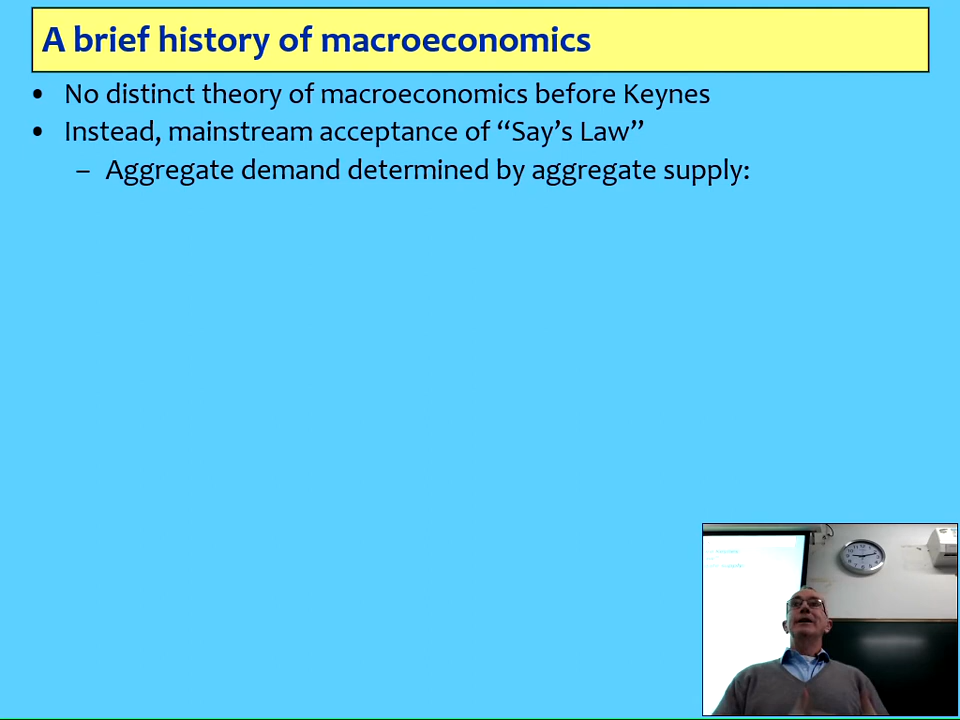 A brief history of macroeconomics
• No distinct theory of macroeconomics before Keynes
• Instead, mainstream acceptance of “Say’s Law”
– Aggregate demand determined by aggregate supply: